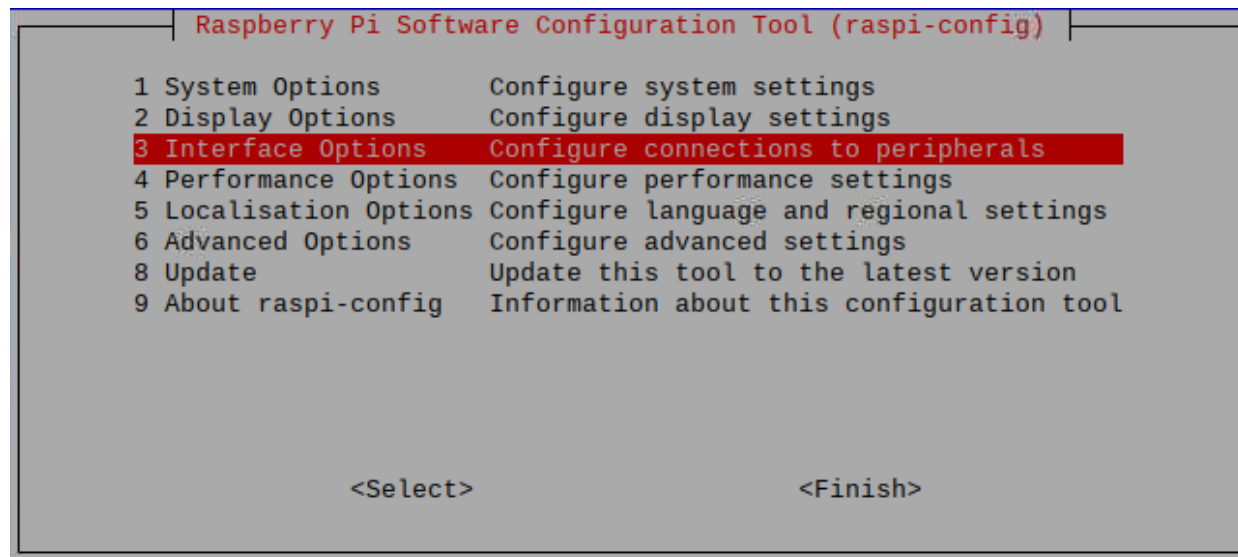 Raspberry Pi Software Configuration Tool (raspi-config)
1 System Options Configure system settings
2 Display Options Configure display settings
3 Interface Options Configure connections to peripherals
4 Performance Options Configure performance settings
5 Localisation Options Configure language and regional settings
6 Advanced Options Configure advanced settings
8 Update Update this tool to the latest version
9 About raspi-config Information about this configuration tool
<Select> <Finish>